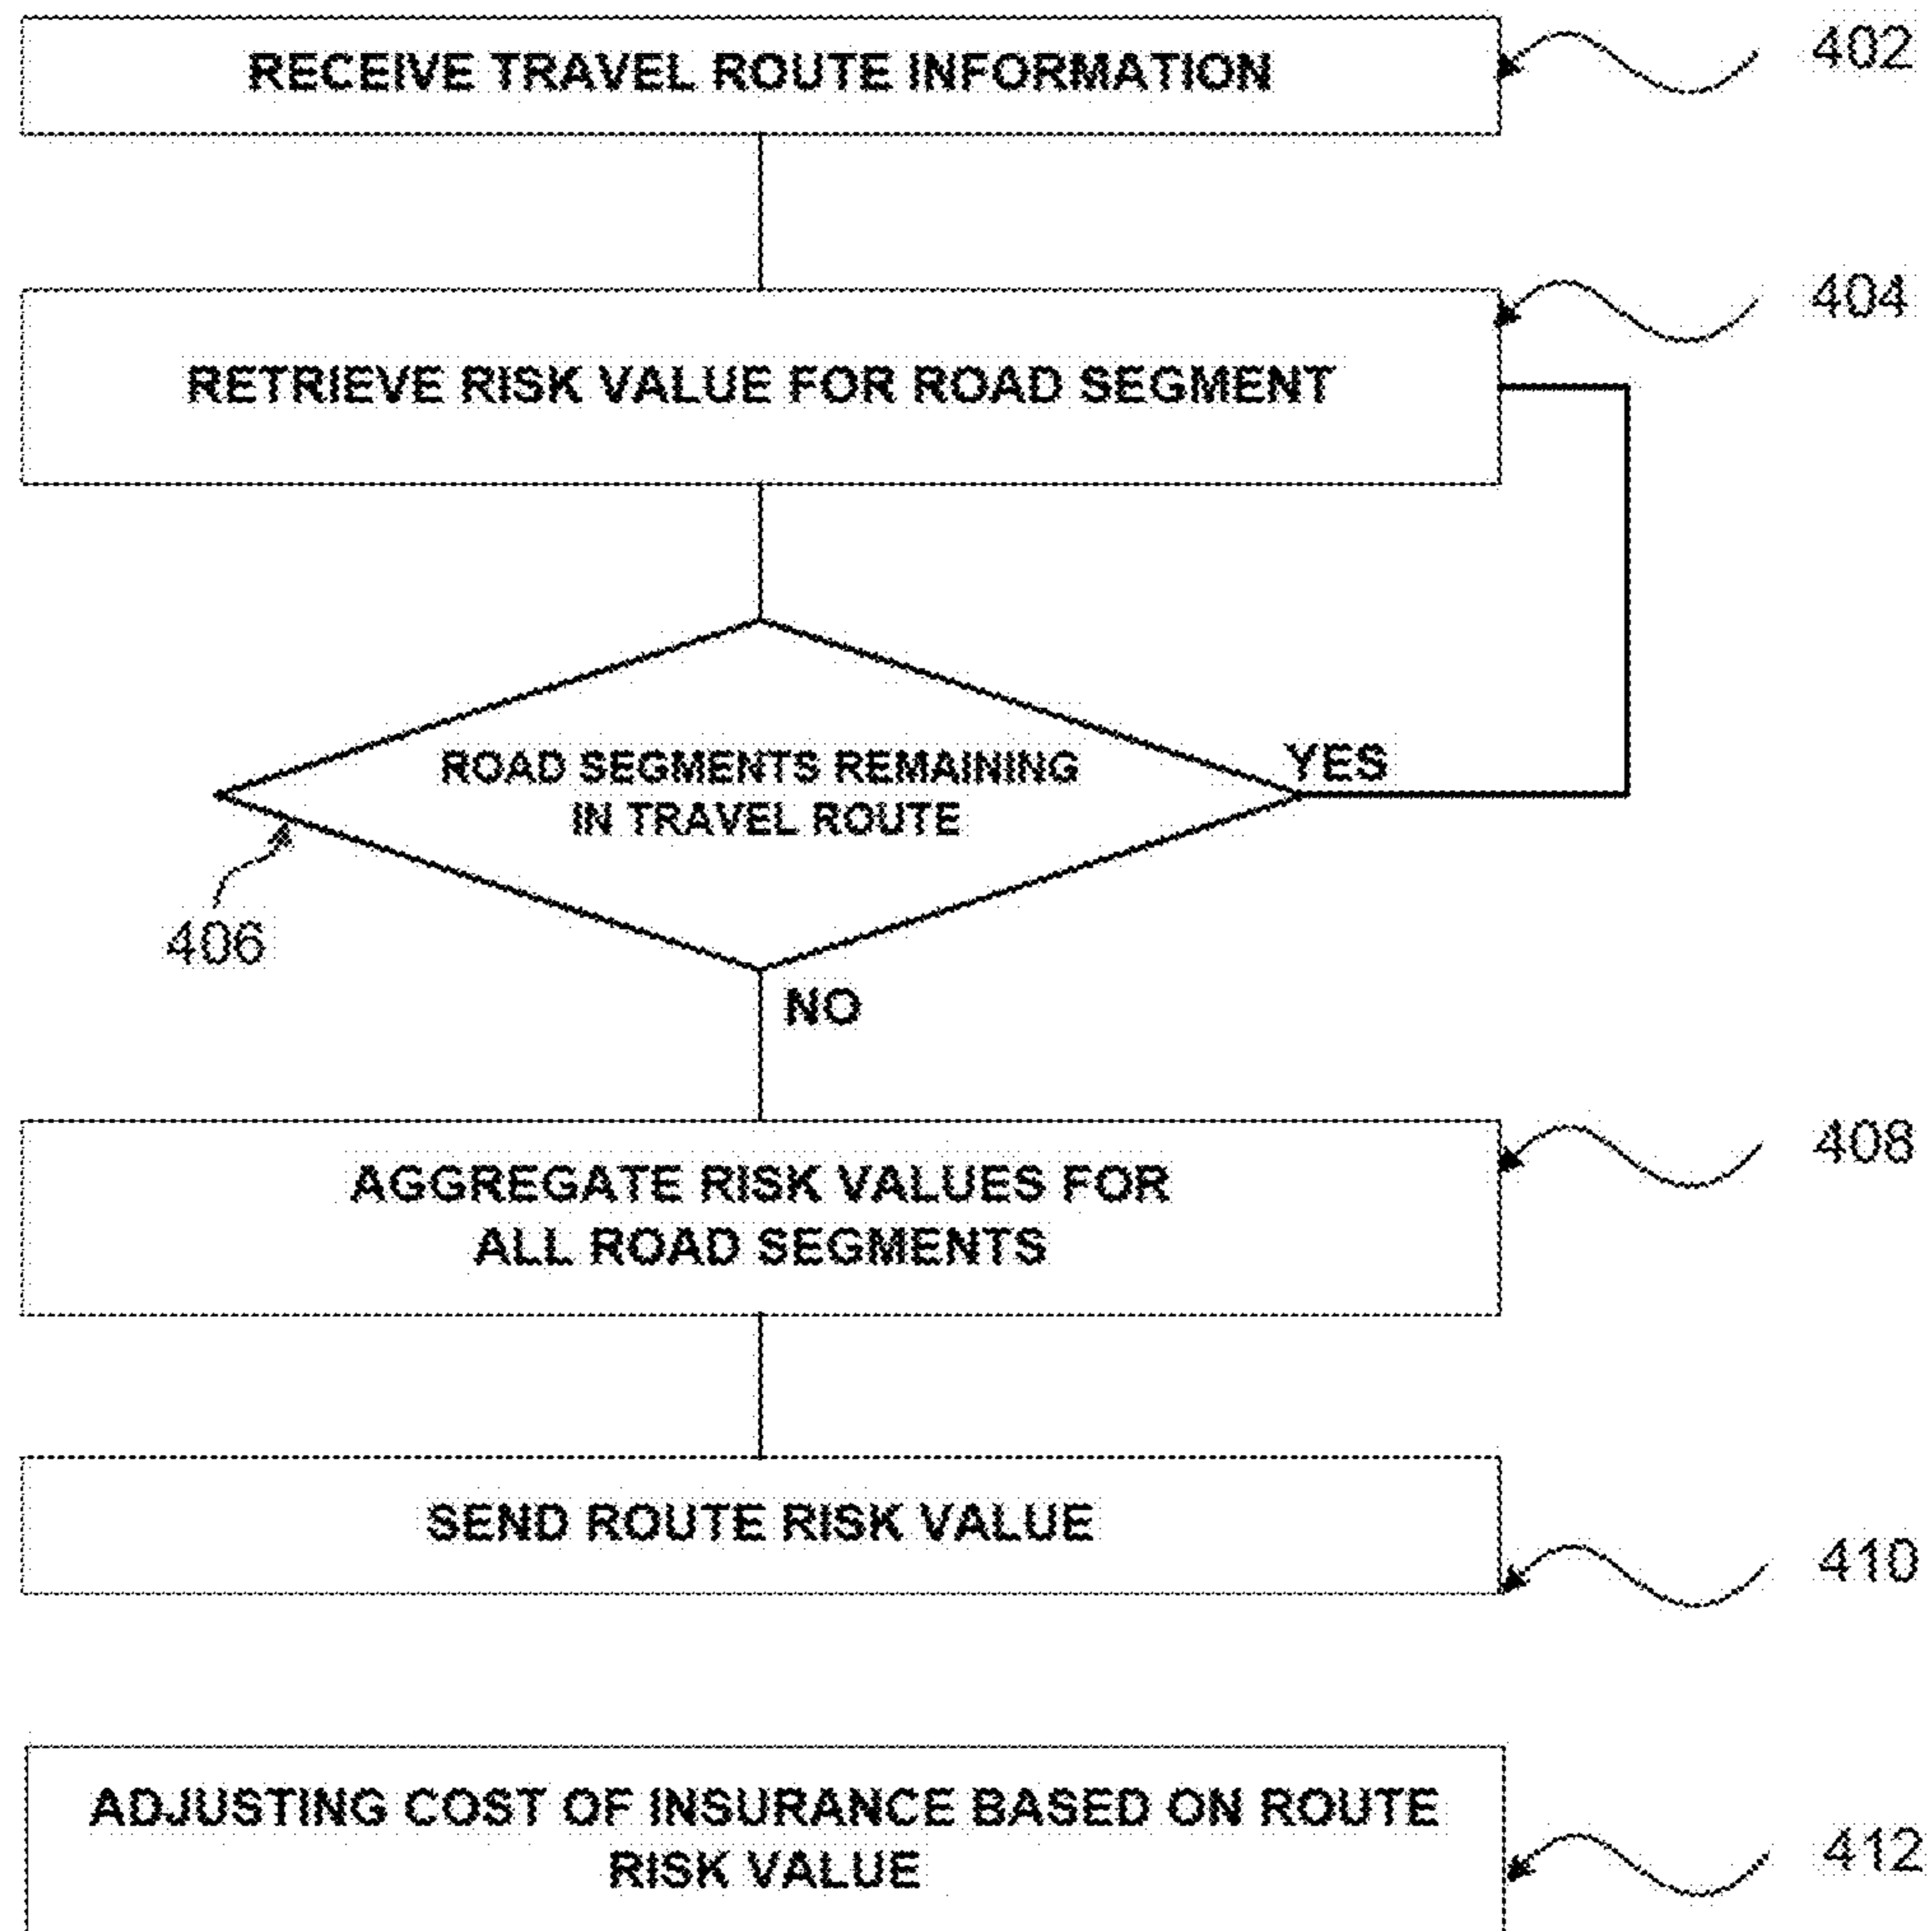 RECEIVE TRAVEL ROUTE INFORMATION
402
RETRIEVE RISK VALUE FOR ROAD SEGMENT
404
ROAD SEGMENTS REMAINING
IN TRAVEL ROUTE
YES
406
NO
AGGREGATE RISK VALUES FOR
ALL ROAD SEGMENTS
408
SEND ROUTE RISK VALUE
410
ADJUSTING COST OF INSURANCE BASED ON ROUTE
RISK VALUE
412